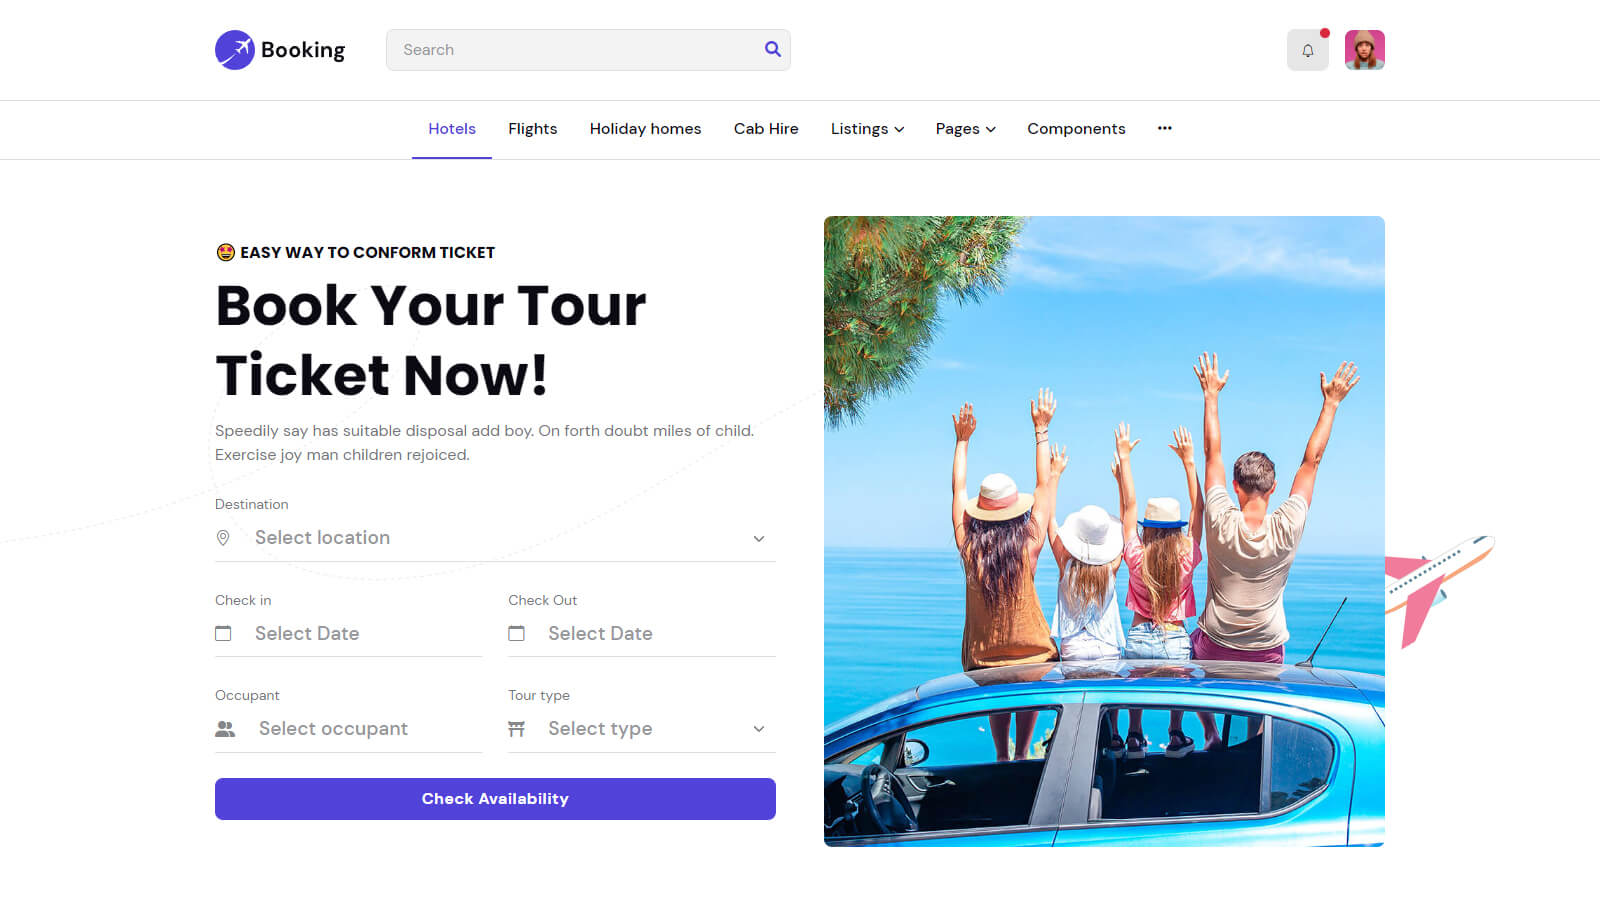 Booking
Search
Hotels
Flights
Holiday homes
Cab Hire
Listings
Pages
Components
EASY WAY TO CONFORM TICKET
Book Your Tour
Ticket Now!
Speedily say has suitable disposal add boy. On forth doubt miles of child.
Exercise joy man children rejoiced.
Destination
Select location
Check in
Check Out
Select Date
Select Date
Occupant
Tour type
Select occupant
Select type
Check Availability